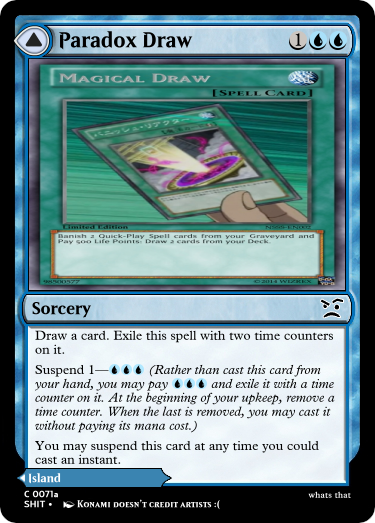 Paradox Draw 1
MAGICAL DRAW
[SPELL CARD]
Limited Edition
Banish 2 Quick-Play Spell cards from your Graveyard and
Pay 500 Life Points: Draw 2 cards from your Deck.
Sorcery
Draw a card. Exile this spell with two time counters
on it.
Suspend 1— (Rather than cast this card from
your hand, you may pay and exile it with a time
counter on it. At the beginning of your upkeep, remove a
time counter. When the last is removed, you may cast it
without paying its mana cost.)
You may suspend this card at any time you could
cast an instant.
Island
C 0071a
SHIT • KONAMI DOESN'T CREDIT ARTISTS :(
whats that